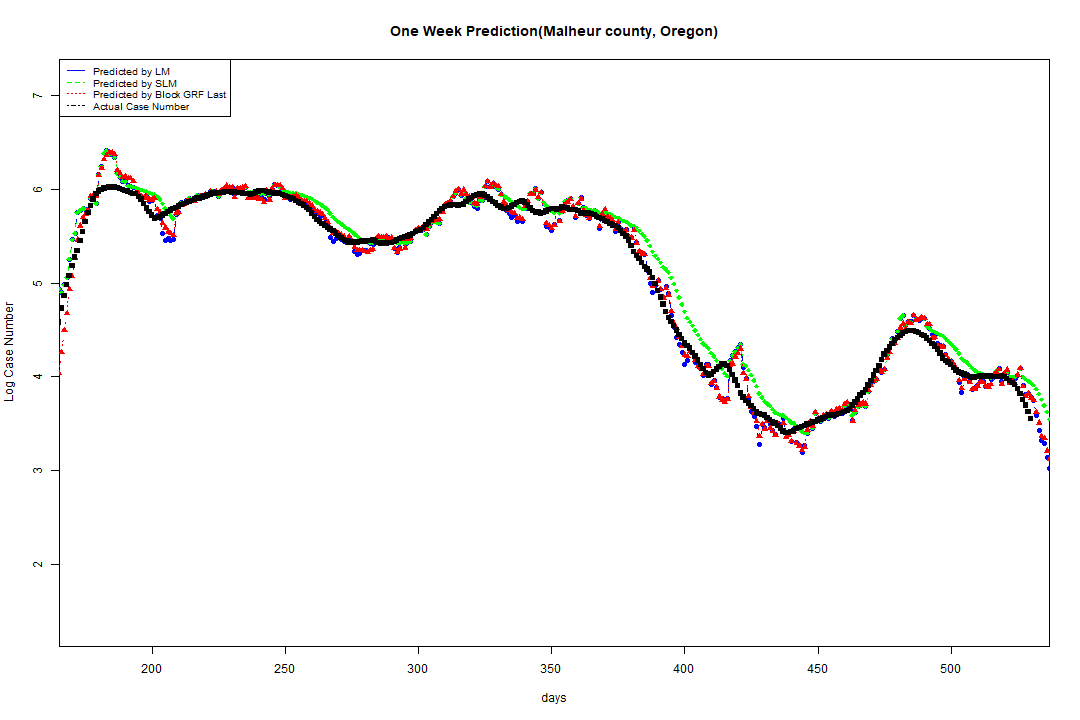 One Week Prediction(Malheur county, Oregon)
Predicted by LM
Predicted by SLM
Predicted by Block GRF Last
Actual Case Number
7
6
5
4
3
2
Log Case Number
200 250 300 350 400 450 500
days